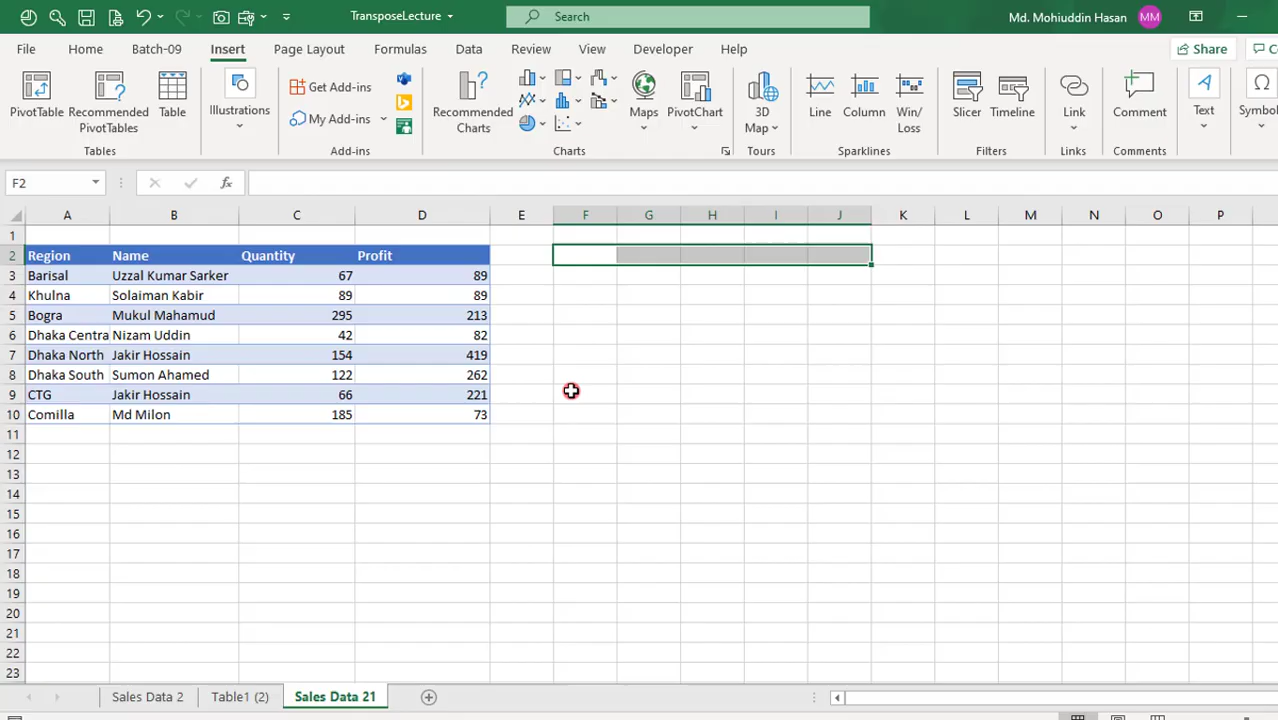 TransposeLecture
Search
Md. Mohiuddin Hasan MM
File Home Batch-09 Insert Page Layout Formulas Data Review View Developer Help Share Co
PivotTable
Recommended PivotTables
Table
Illustrations
Get Add-ins
My Add-ins
Recommended Charts
Maps
PivotChart
3D Map
Line
Column
Win/Loss
Slicer
Timeline
Link
Comment
Text
Symbol
Tables Add-ins Charts Tours Sparklines Filters Links Comments
F2 fx
A B C D E F G H I J K L M N O P
1
2 Region Name Quantity Profit
3 Barisal Uzzal Kumar Sarker 67 89
4 Khulna Solaiman Kabir 89 89
5 Bogra Mukul Mahamud 295 213
6 Dhaka Centra Nizam Uddin 42 82
7 Dhaka North Jakir Hossain 154 419
8 Dhaka South Sumon Ahamed 122 262
9 CTG Jakir Hossain 66 221
10 Comilla Md Milon 185 73
11
12
13
14
15
16
17
18
19
20
21
22
23
Sales Data 2 Table1 (2) Sales Data 21